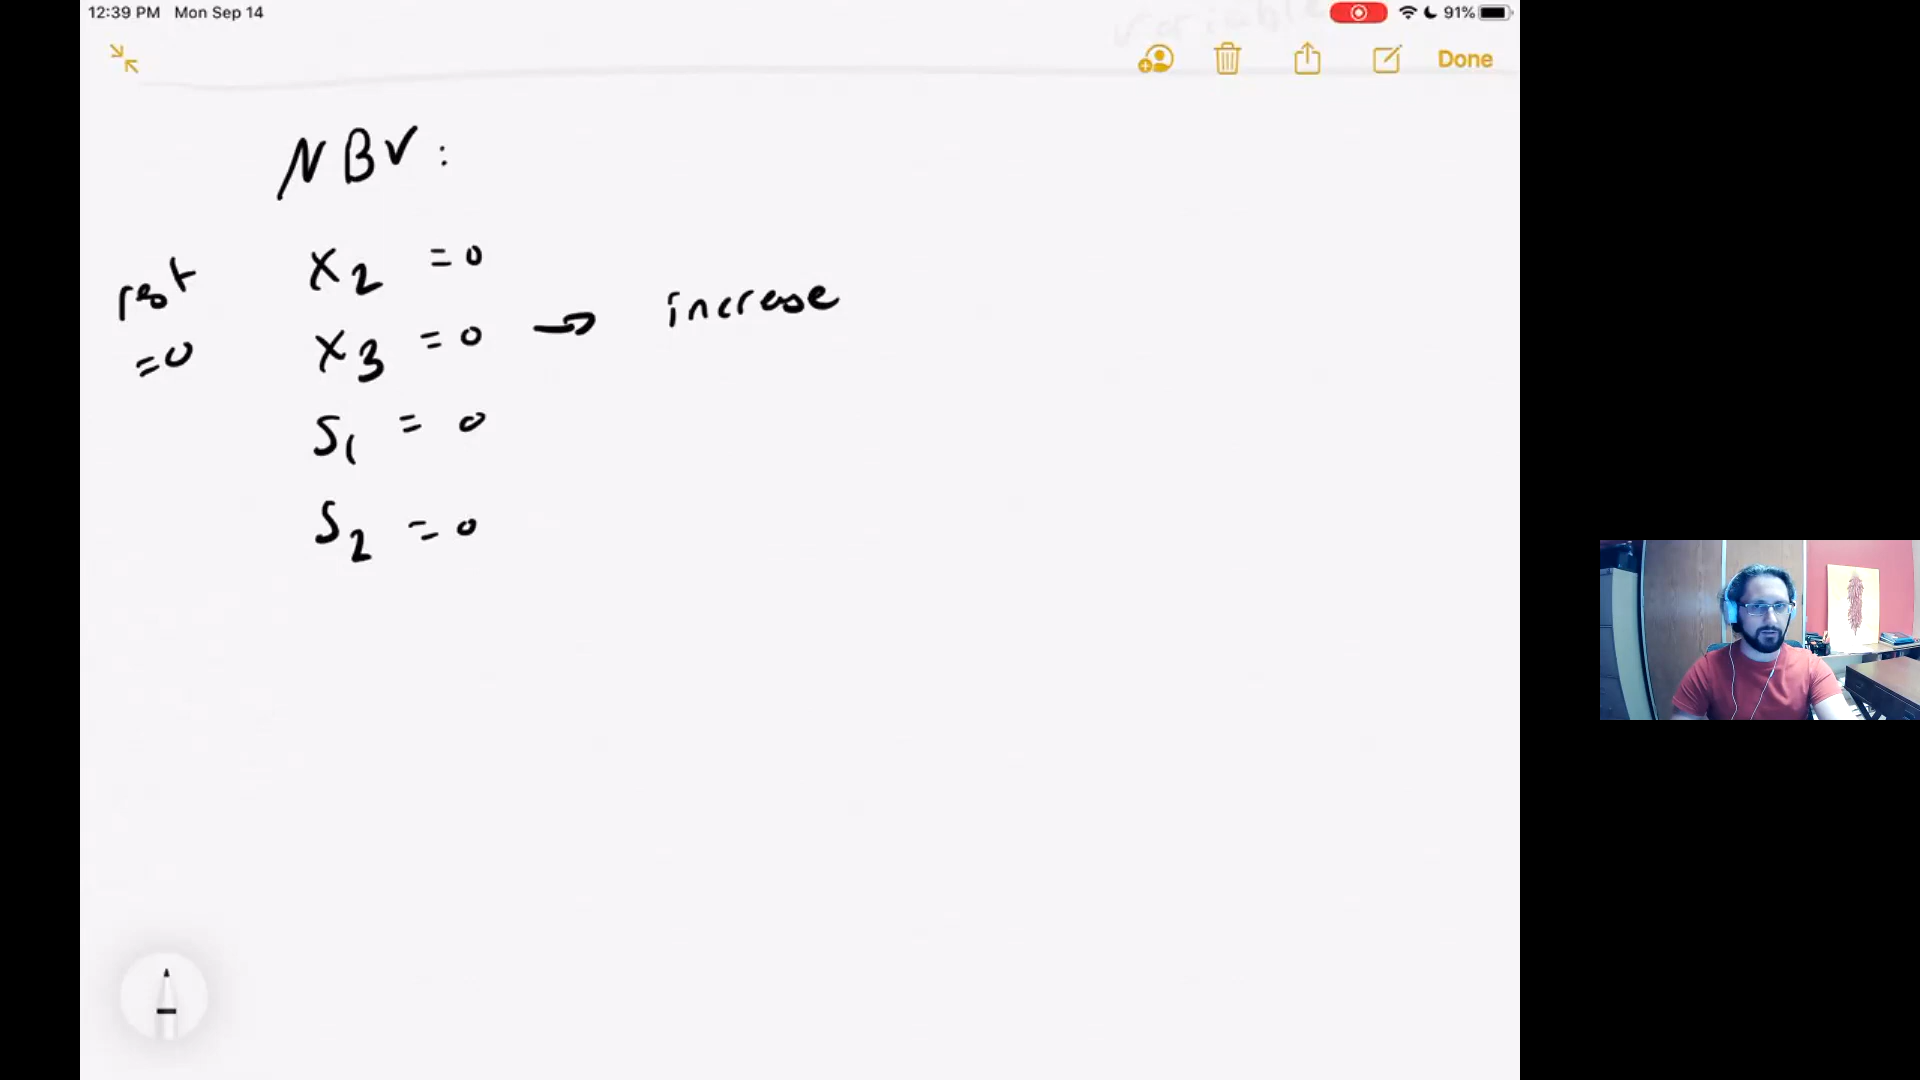 12:39 PM Mon Sep 14
91%
variable
Done
NBV:
rest
=0
x2 =0
x3 =0 → increase
S1 = 0
S2 =0